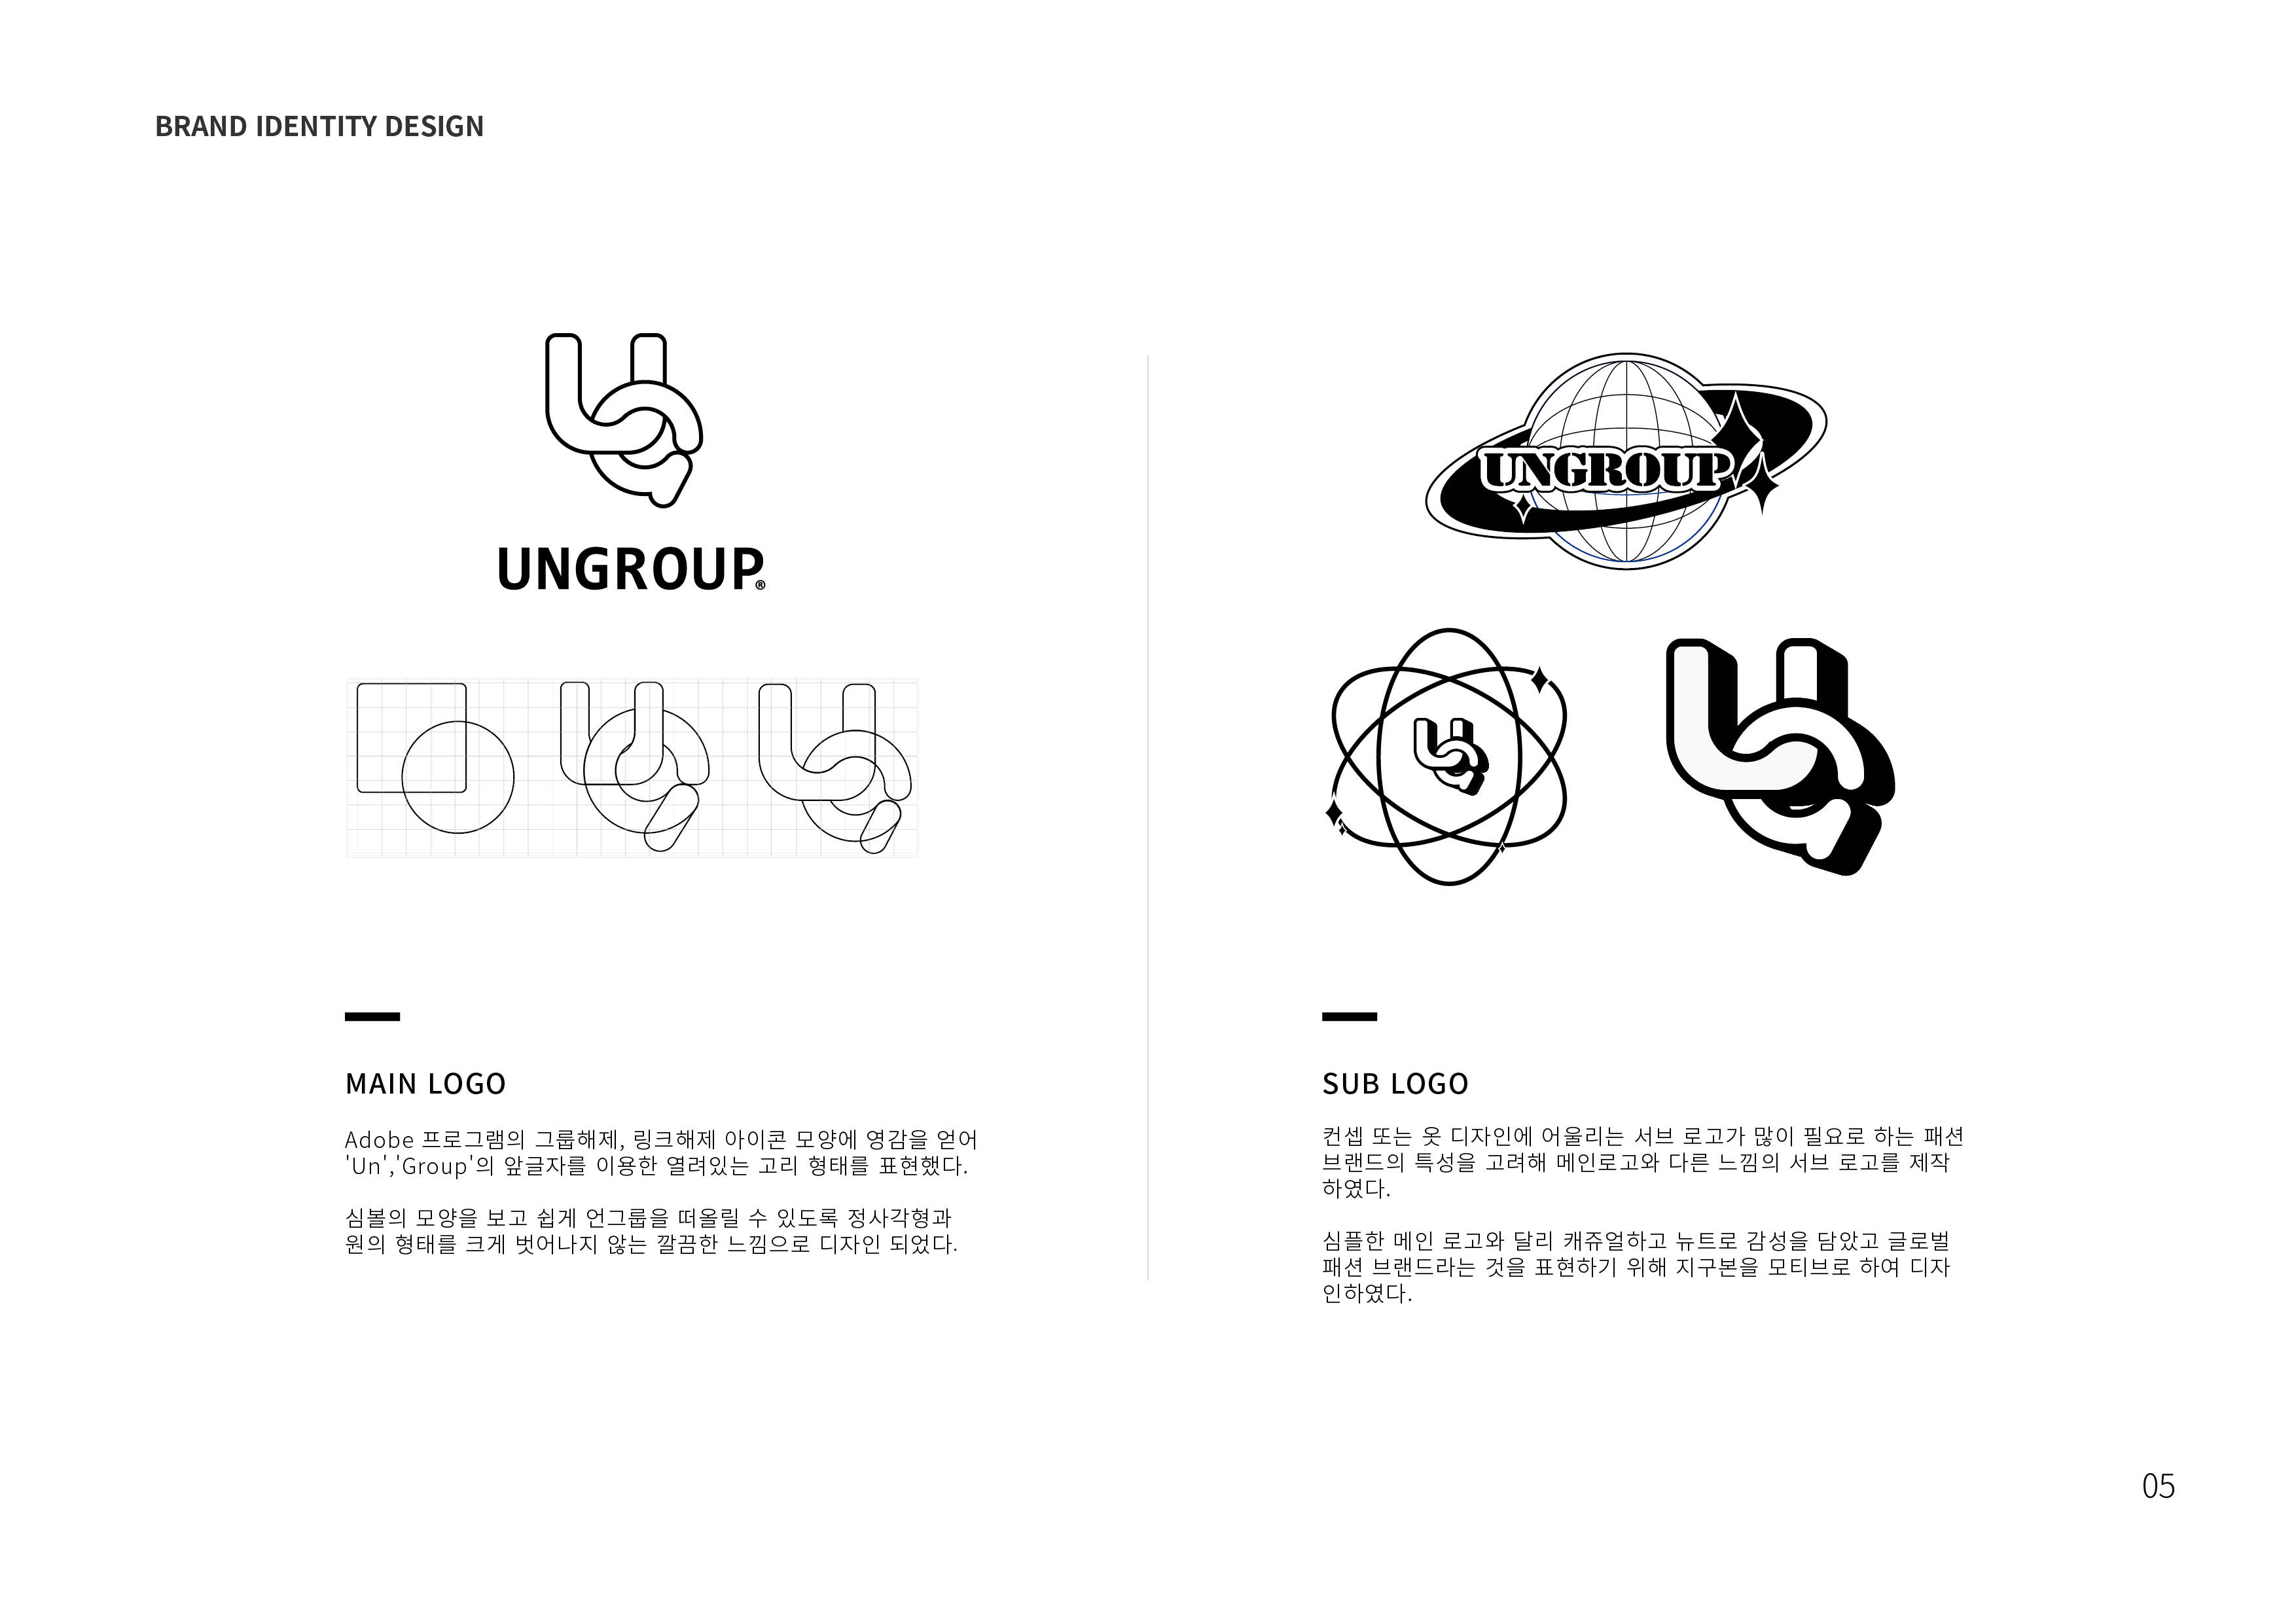 BRAND IDENTITY DESIGN
UNGROUP®
MAIN LOGO
Adobe 프로그램의 그룹해제, 링크해제 아이콘 모양에 영감을 얻어
'Un','Group'의 앞글자를 이용한 열려있는 고리 형태를 표현했다.
심볼의 모양을 보고 쉽게 언그룹을 떠올릴 수 있도록 정사각형과
원의 형태를 크게 벗어나지 않는 깔끔한 느낌으로 디자인 되었다.
UNGROUP
SUB LOGO
컨셉 또는 옷 디자인에 어울리는 서브 로고가 많이 필요로 하는 패션
브랜드의 특성을 고려해 메인로고와 다른 느낌의 서브 로고를 제작
하였다.
심플한 메인 로고와 달리 캐쥬얼하고 뉴트로 감성을 담았고 글로벌
패션 브랜드라는 것을 표현하기 위해 지구본을 모티브로 하여 디자
인하였다.
05